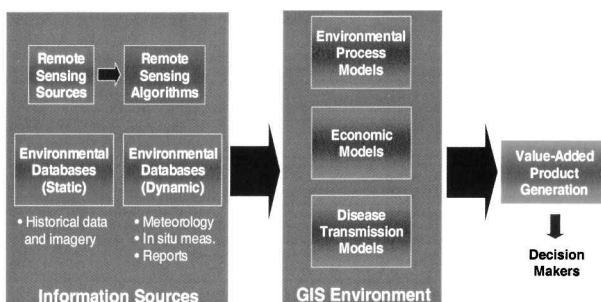 Remote
Sensing
Sources
Remote
Sensing
Algorithms
Environmental
Databases
(Static)
Environmental
Databases
(Dynamic)
• Historical data
and imagery
• Meteorology
• In situ meas.
• Reports
Information Sources
Environmental
Process
Models
Economic
Models
Disease
Transmission
Models
GIS Environment
Value-Added
Product
Generation
Decision
Makers